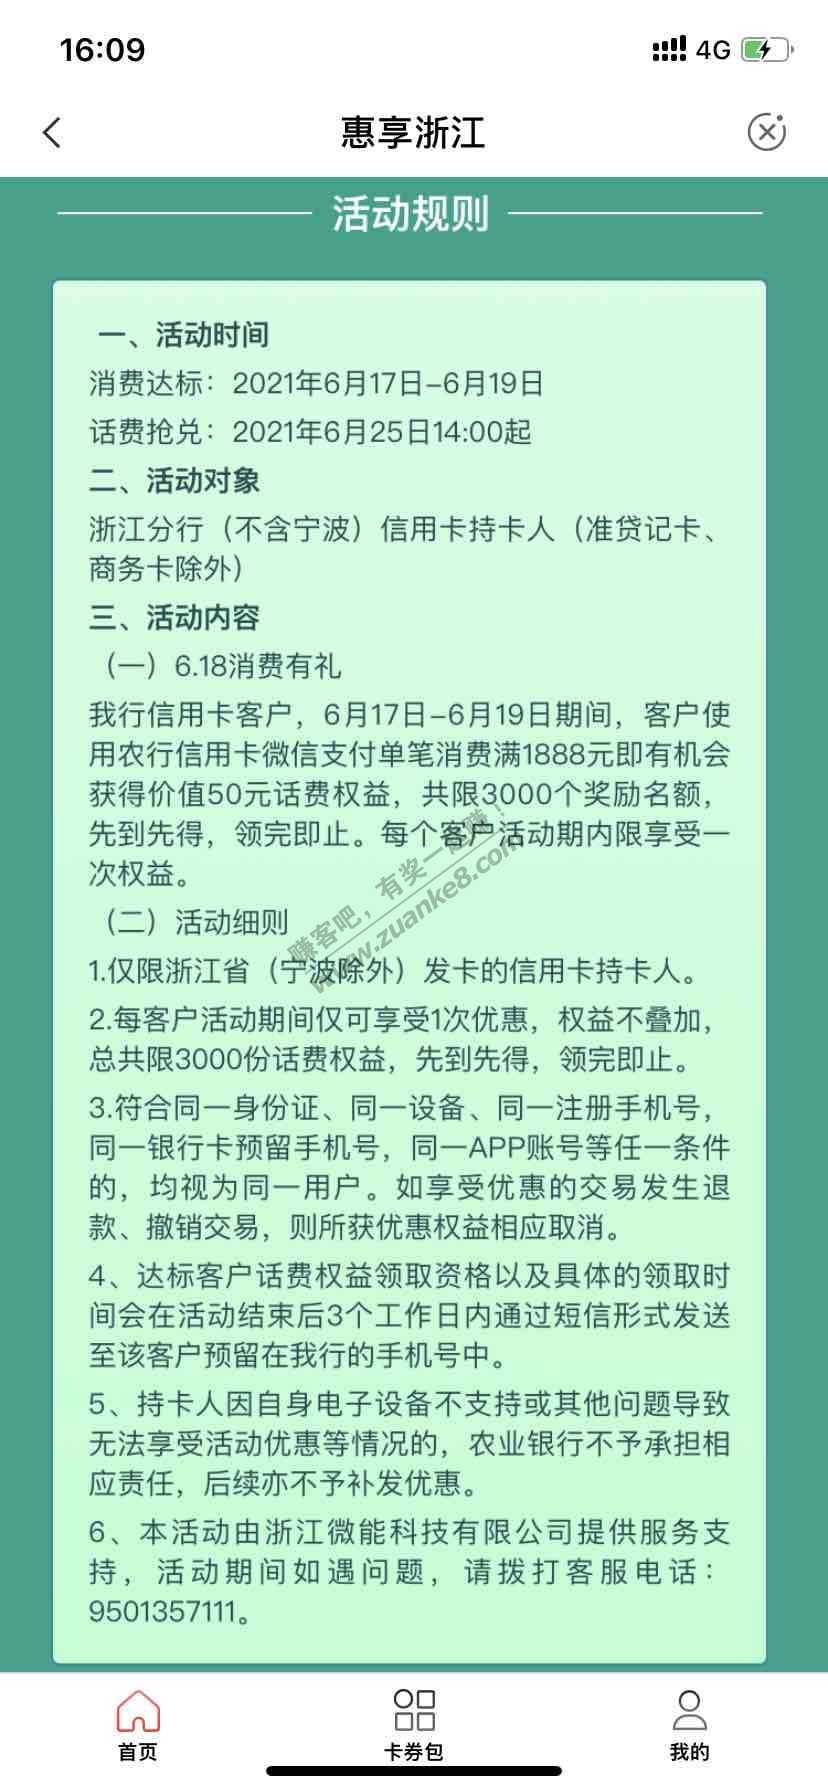 16:09
4G
惠享浙江
活动规则
一、活动时间
消费达标：2021年6月17日-6月19日
话费抢兑：2021年6月25日14:00起
二、活动对象
浙江分行（不含宁波）信用卡持卡人（准贷记卡、
商务卡除外）
三、活动内容
（一）6.18消费有礼
我行信用卡客户，6月17日-6月19日期间，客户使
用农行信用卡微信支付单笔消费满1888元即有机会
获得价值50元话费权益，共限3000个奖励名额，
先到先得，领完即止。每个客户活动期内限享受一
次权益。
（二）活动细则
1.仅限浙江省（宁波除外）发卡的信用卡持卡人。
2.每客户活动期间仅可享受1次优惠，权益不叠加，
总共限3000份话费权益，先到先得，领完即止。
3.符合同一身份证、同一设备、同一注册手机号，
同一银行卡预留手机号，同一APP账号等任一条件
的，均视为同一用户。如享受优惠的交易发生退
款、撤销交易，则所获优惠权益相应取消。
4、达标客户话费权益领取资格以及具体的领取时
间会在活动结束后3个工作日内通过短信形式发送
至该客户预留在我行的手机号中。
5、持卡人因自身电子设备不支持或其他问题导致
无法享受活动优惠等情况的，农业银行不予承担相
应责任，后续亦不予补发优惠。
6、本活动由浙江微能科技有限公司提供服务支
持，活动期间如遇问题，请拨打客服电话：
9501357111。
赚客吧，有奖一起赚！
www.zuanke8.com
首页
卡券包
我的